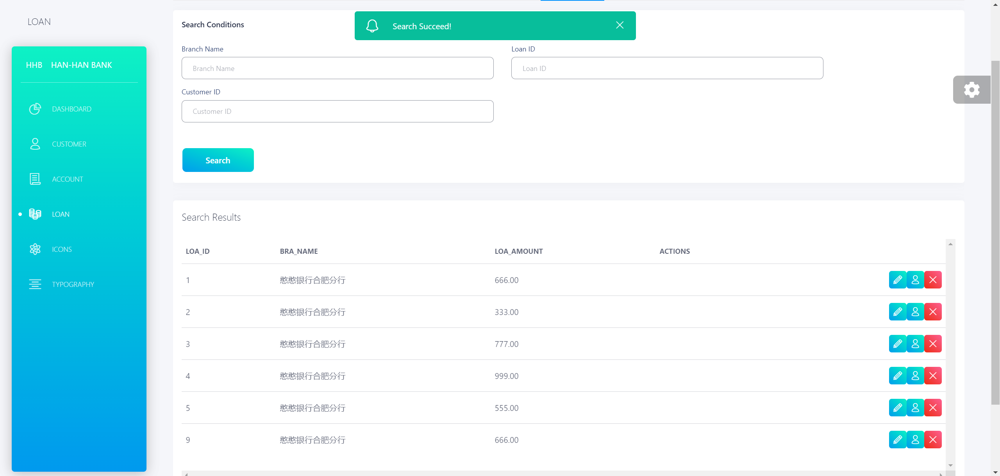 LOAN
HHB HAN-HAN BANK
DASHBOARD
CUSTOMER
ACCOUNT
LOAN
ICONS
TYPOGRAPHY
Search Conditions
Search Succeed!
Branch Name
Loan ID
Branch Name
Loan ID
Customer ID
Customer ID
Search
Search Results
LOA_ID BRA_NAME LOA_AMOUNT ACTIONS
1 憨憨银行合肥分行 666.00
2 憨憨银行合肥分行 333.00
3 憨憨银行合肥分行 777.00
4 憨憨银行合肥分行 999.00
5 憨憨银行合肥分行 555.00
9 憨憨银行合肥分行 666.00